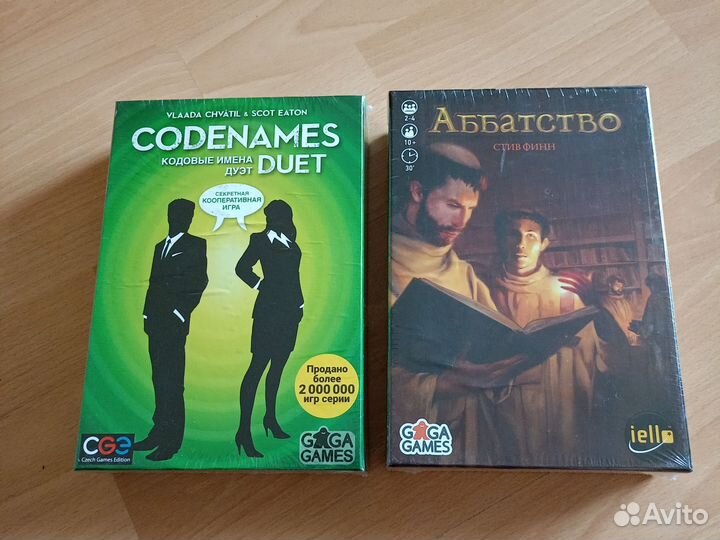 VLAADA CHVÁTIL & SCOT EATON
CODENAMES
КОДОВЫЕ ИМЕНА
ДУЭТ
DUET
СЕКРЕТНАЯ
КООПЕРАТИВНАЯ
ИГРА
Продано
более
2 000 000
игр серии
CGE
Czech Games Edition
GAGA
GAMES
2-4
10+
30'
Аббатство
СТИВ ФИНН
GAGA
GAMES
iello
Avito